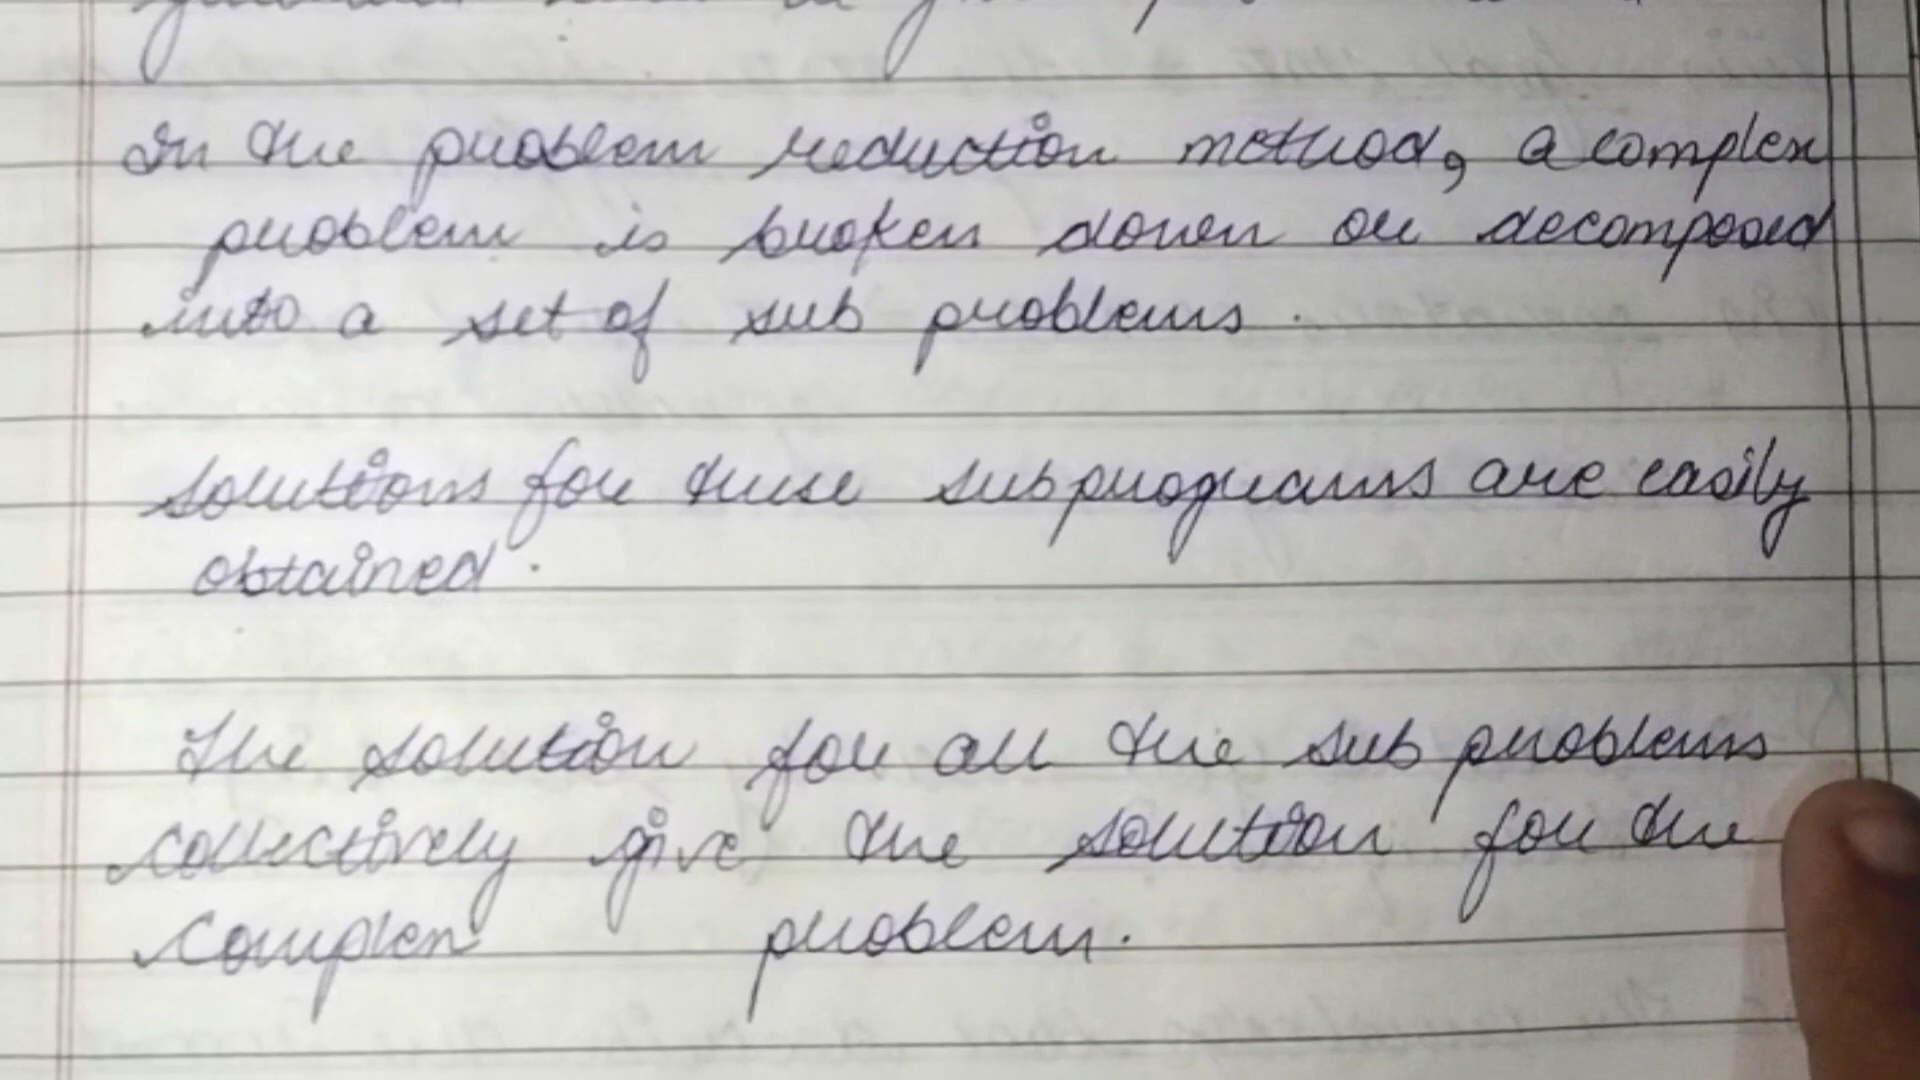 In the problem reduction method, a complex
problem is broken down or decomposed
into a set of sub problems.
solutions for these subprograms are easily
obtained.
The solution for all the sub problems
collectively give the solution for the
complex problem.